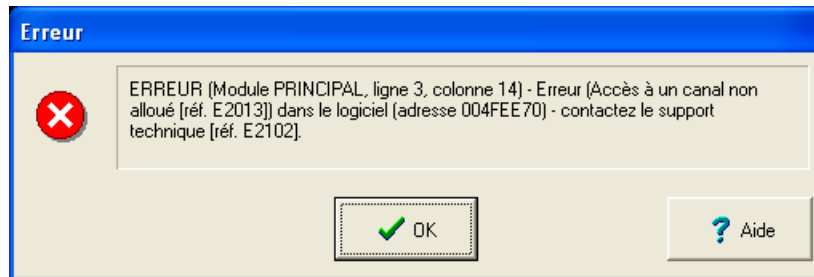 Erreur
ERREUR (Module PRINCIPAL, ligne 3, colonne 14) - Erreur (Accès à un canal non
alloué [réf. E2013]) dans le logiciel (adresse 004FEE70) - contactez le support
technique [réf. E2102].
OK
Aide